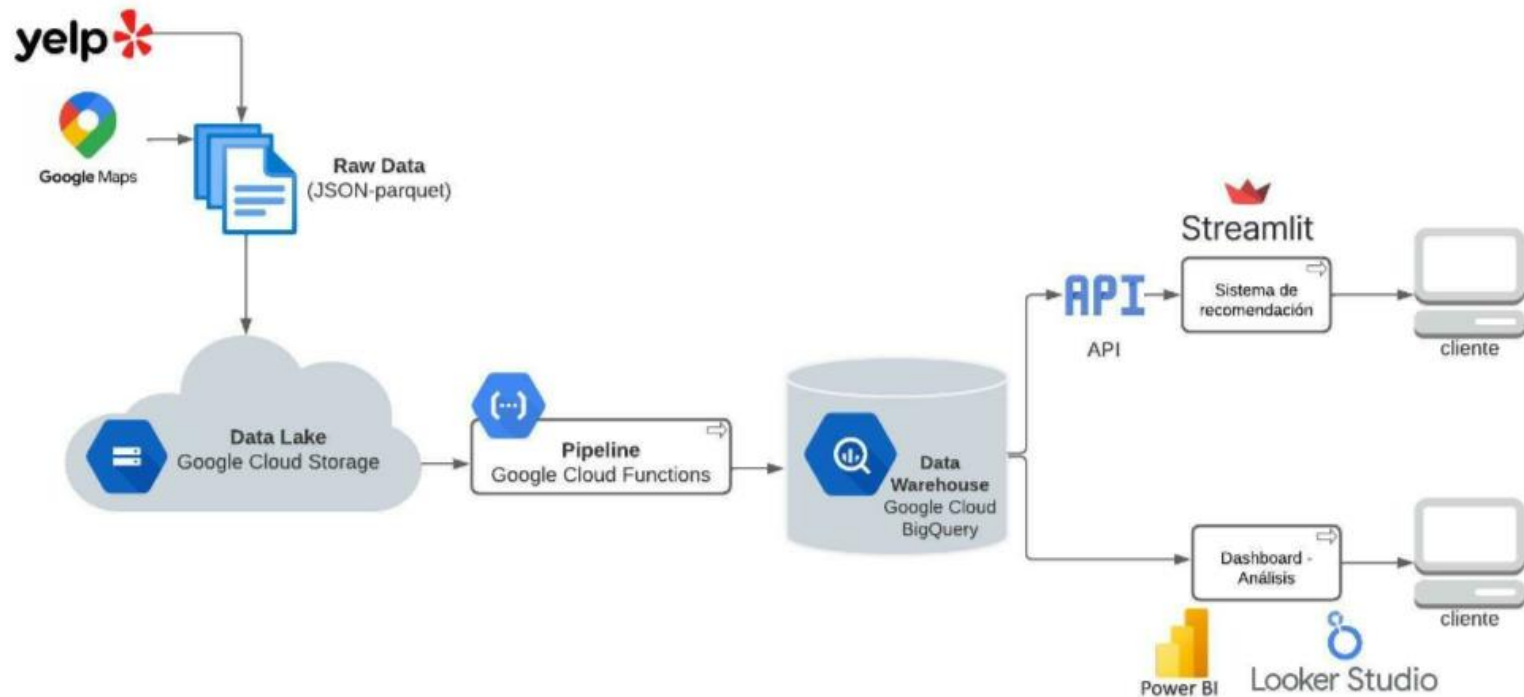 yelp
Google Maps
Raw Data
(JSON-parquet)
Data Lake
Google Cloud Storage
Pipeline
Google Cloud Functions
Data
Warehouse
Google Cloud
BigQuery
API
API
Streamlit
Sistema de
recomendación
cliente
Dashboard -
Análisis
cliente
Power BI
Looker Studio